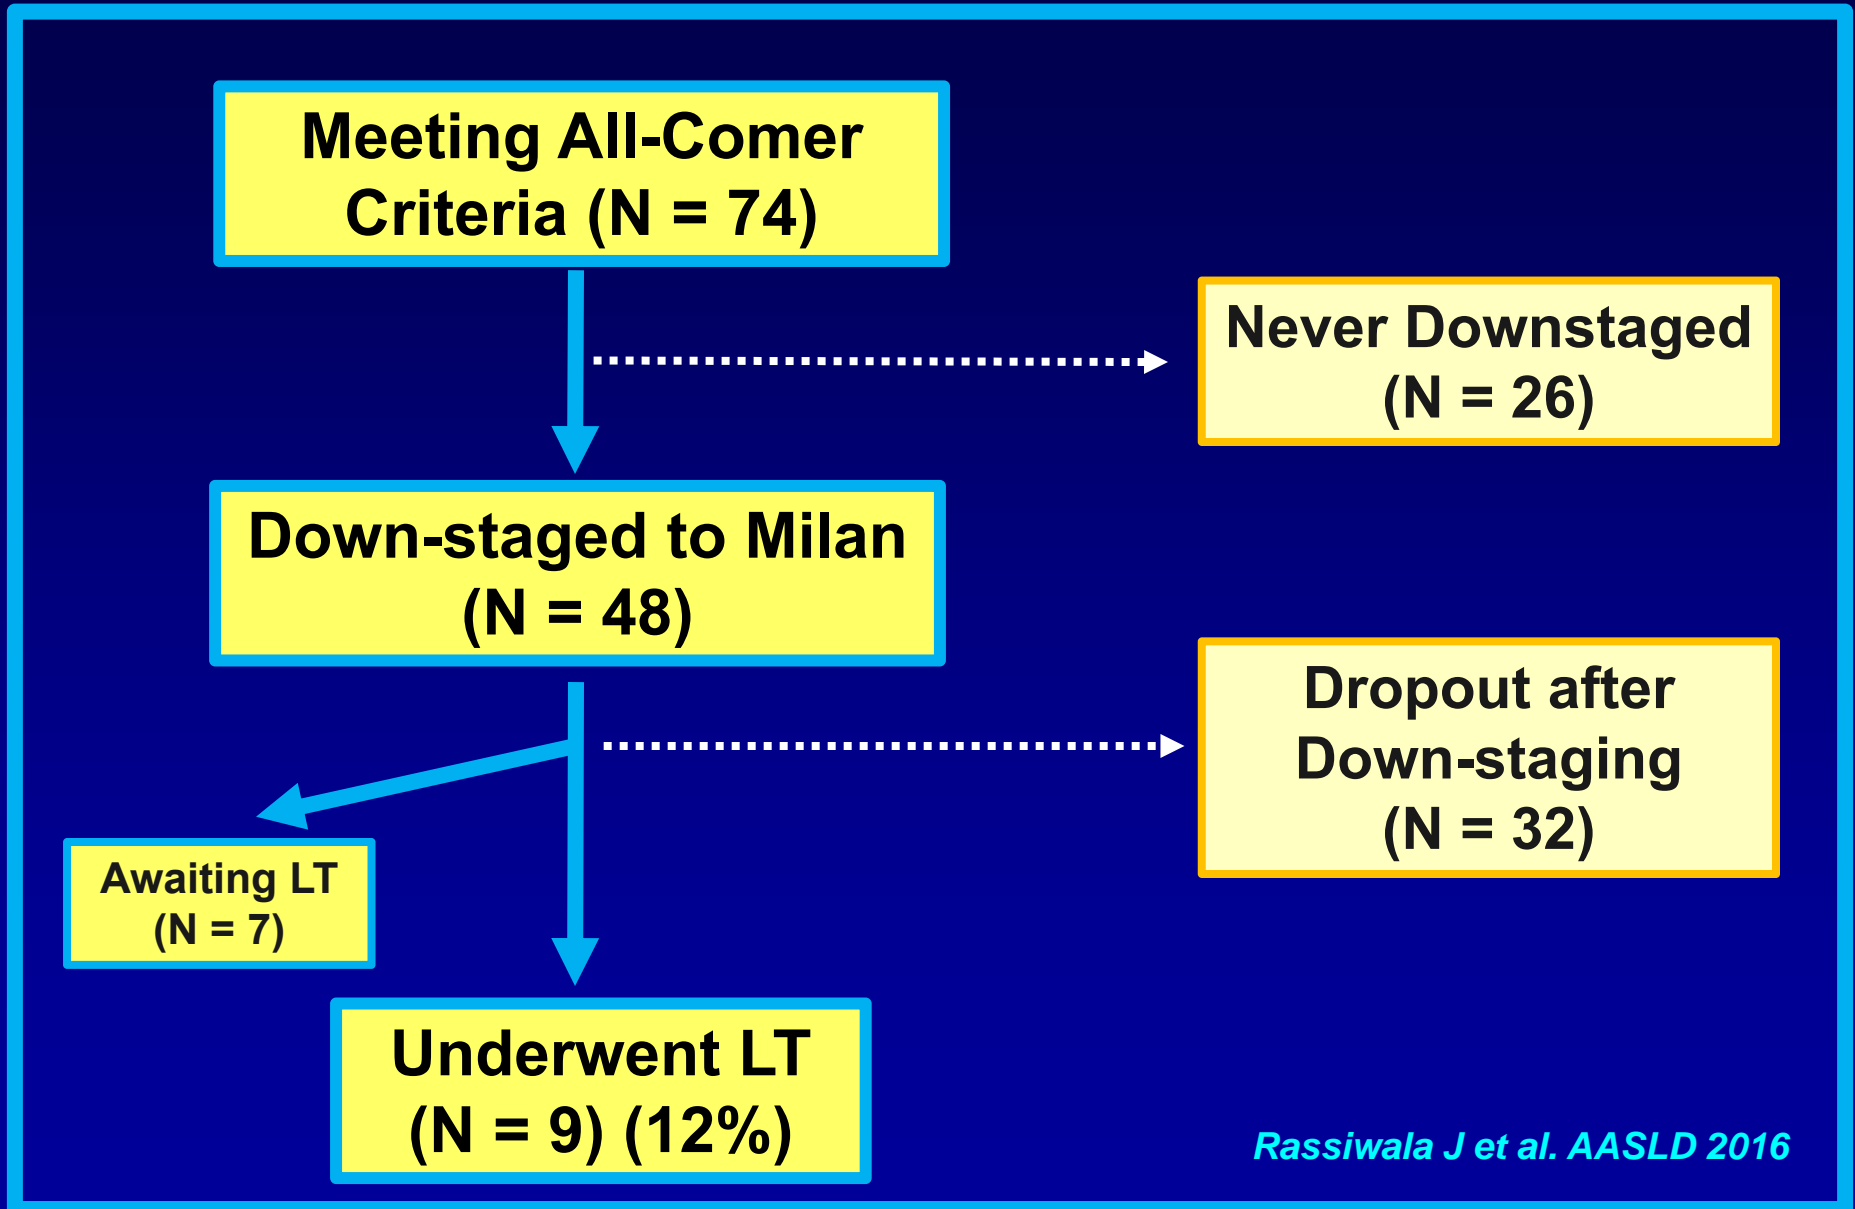 Meeting All-Comer
Criteria (N = 74)
Never Downstaged
(N = 26)
Down-staged to Milan
(N = 48)
Dropout after
Down-staging
(N = 32)
Awaiting LT
(N = 7)
Underwent LT
(N = 9) (12%)
Rassiwala J et al. AASLD 2016